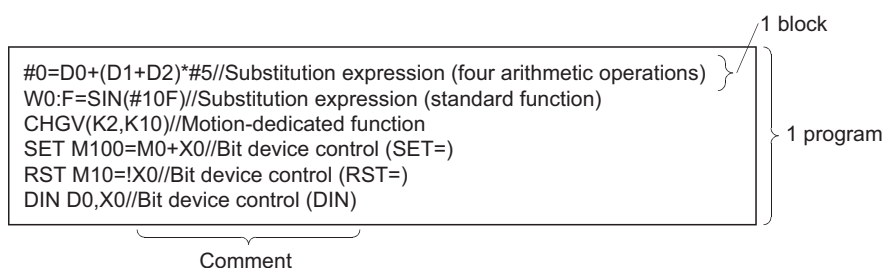 1 block
#0=D0+(D1+D2)*#5//Substitution expression (four arithmetic operations)
W0:F=SIN(#10F)//Substitution expression (standard function)
CHGV(K2,K10)//Motion-dedicated function
SET M100=M0+X0//Bit device control (SET=)
RST M10=!X0//Bit device control (RST=)
DIN D0,X0//Bit device control (DIN)
1 program
Comment